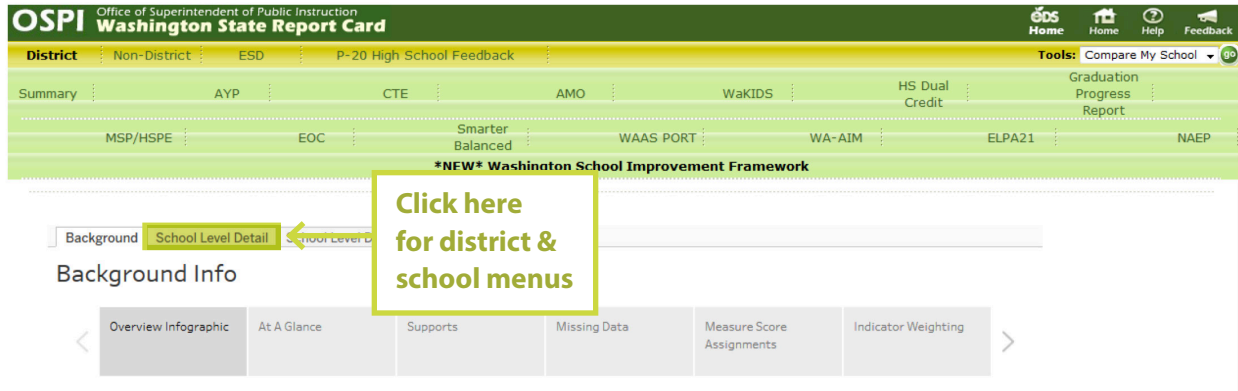 OSPI Office of Superintendent of Public Instruction
Washington State Report Card
ëDS
Home Home Help Feedback
District Non-District ESD P-20 High School Feedback Tools: Compare My School go
Summary AYP CTE AMO WaKIDS HS Dual Credit Graduation Progress Report
MSP/HSPE EOC Smarter Balanced WAAS PORT WA-AIM ELPA21 NAEP
*NEW* Washington School Improvement Framework
Click here
for district &
school menus
Background School Level Detail School Level D
Background Info
Overview Infographic At A Glance Supports Missing Data Measure Score Assignments Indicator Weighting